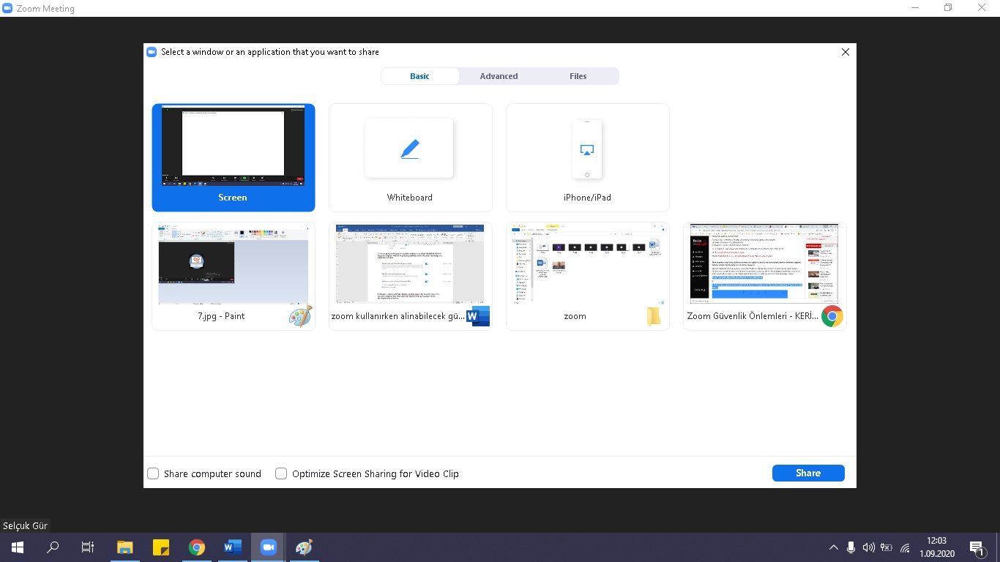 Zoom Meeting
Select a window or an application that you want to share
Basic
Advanced
Files
Screen
Whiteboard
iPhone/iPad
7.jpg - Paint
zoom kullanırken alinabilecek gü...
zoom
Zoom Güvenlik Önlemleri - KERİ...
Share computer sound
Optimize Screen Sharing for Video Clip
Share
Selçuk Gür
12:03
1.09.2020
1